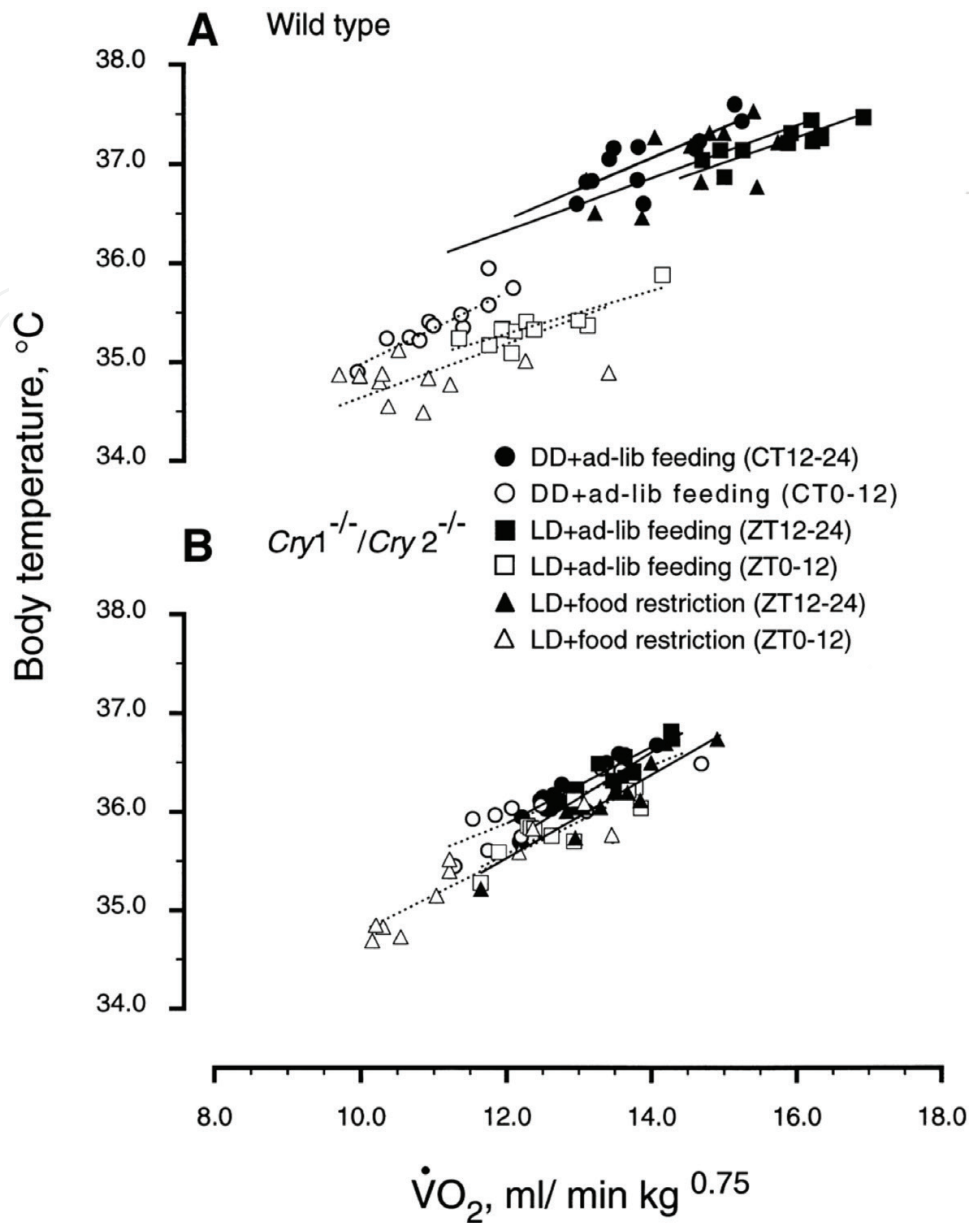 A Wild type
38.0
37.0
36.0
35.0
34.0
Body temperature, °C
● DD+ad-lib feeding (CT12-24)
○ DD+ad-lib feeding (CT0-12)
■ LD+ad-lib feeding (ZT12-24)
□ LD+ad-lib feeding (ZT0-12)
▲ LD+food restriction (ZT12-24)
△ LD+food restriction (ZT0-12)
B Cry1-/-/Cry2-/-
38.0
37.0
36.0
35.0
34.0
8.0 10.0 12.0 14.0 16.0 18.0
V̇O2, ml/ min kg 0.75